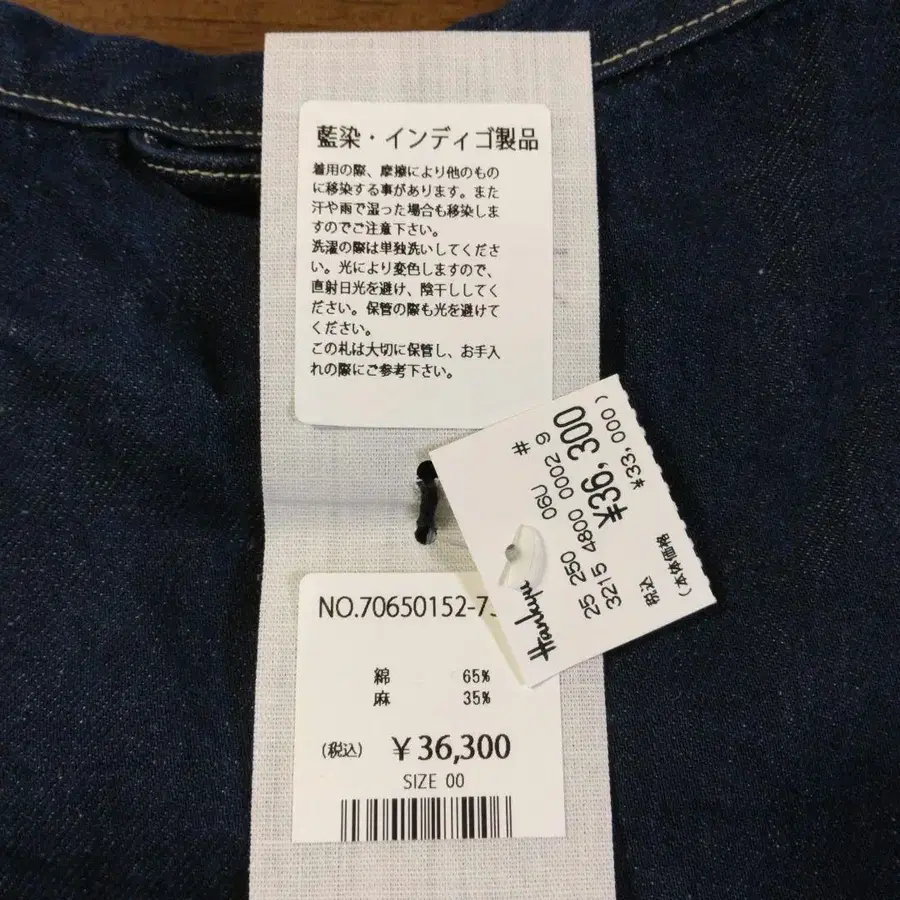 藍染・インディゴ製品
着用の際、摩擦により他のもの
に移染する事があります。また
汗や雨で湿った場合も移染しま
すのでご注意下さい。
洗濯の際は単独洗いしてくださ
い。光により変色しますので、
直射日光を避け、陰干ししてく
ださい。保管の際も光を避けて
ください。
この札は大切に保管し、お手入
れの際にご参考下さい。
Hankyu
25 250 06U #
3215 4800 0002 9
税込 ¥36,300
(本体価格 ¥33,000)
NO.70650152-7
綿 65%
麻 35%
(税込) ¥36,300
SIZE 00